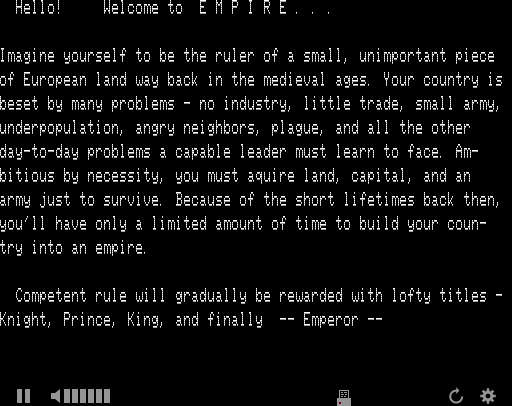 Hello!     Welcome to  E M P I R E . . .
Imagine yourself to be the ruler of a small, unimportant piece
of European land way back in the medieval ages.  Your country is
beset by many problems - no industry, little trade, small army,
underpopulation, angry neighbors, plague, and all the other
day-to-day problems a capable leader must learn to face.  Am-
bitious by necessity, you must aquire land, capital, and an
army just to survive.  Because of the short lifetimes back then,
you'll have only a limited amount of time to build your coun-
try into an empire.
Competent rule will gradually be rewarded with lofty titles -
Knight, Prince, King, and finally  -- Emperor --